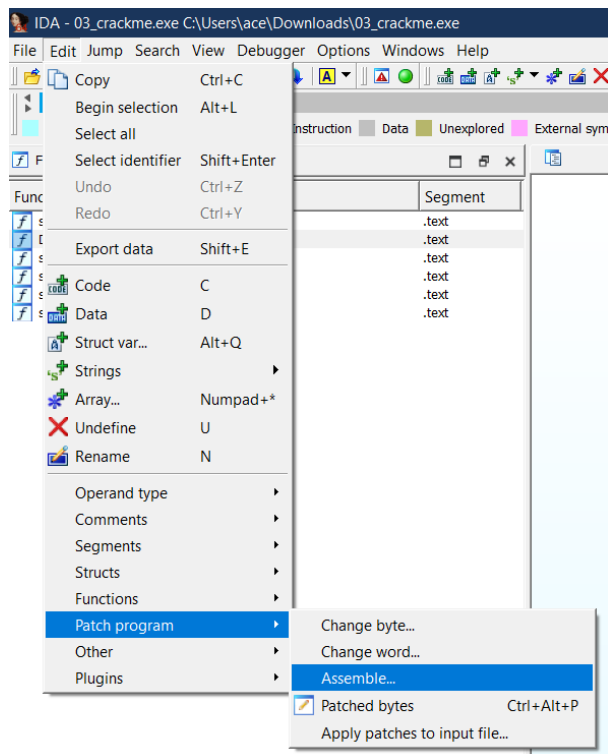 IDA - 03_crackme.exe C:\Users\ace\Downloads\03_crackme.exe
File Edit Jump Search View Debugger Options Windows Help
Copy Ctrl+C
Begin selection Alt+L
Select all
Select identifier Shift+Enter
Undo Ctrl+Z
Redo Ctrl+Y
Export data Shift+E
Code C
Data D
Struct var... Alt+Q
Strings
Array... Numpad+*
Undefine U
Rename N
Operand type
Comments
Segments
Structs
Functions
Patch program
Other
Plugins
Change byte...
Change word...
Assemble...
Patched bytes Ctrl+Alt+P
Apply patches to input file...
Instruction Data Unexplored External sym
Func Segment
.text
.text
.text
.text
.text
.text